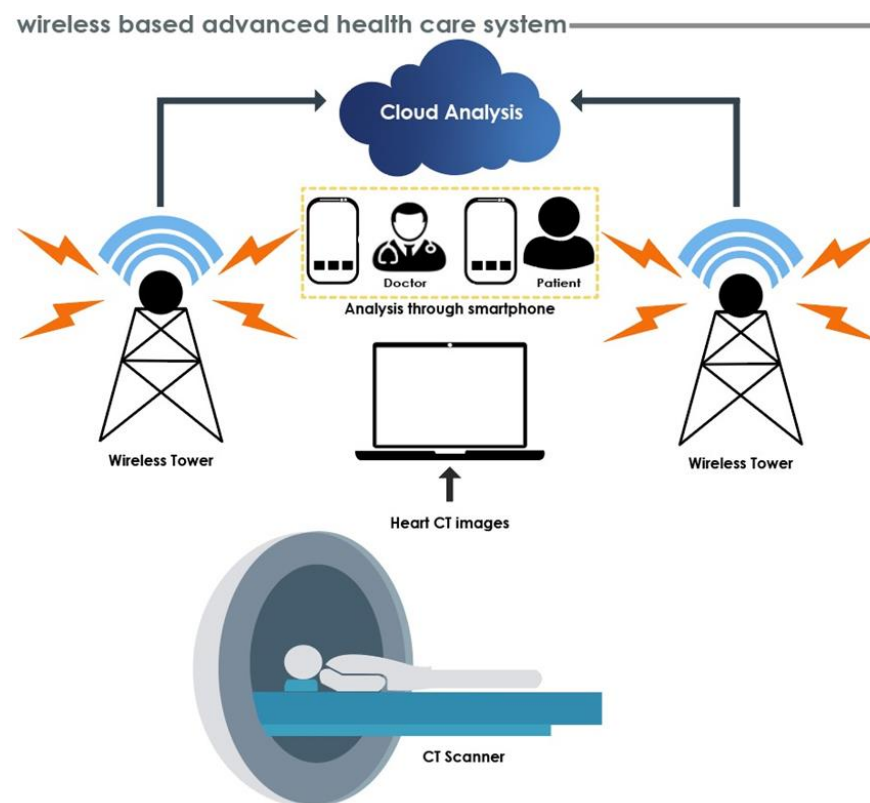 wireless based advanced health care system
Cloud Analysis
Doctor
Patient
Analysis through smartphone
Wireless Tower
Wireless Tower
Heart CT images
CT Scanner